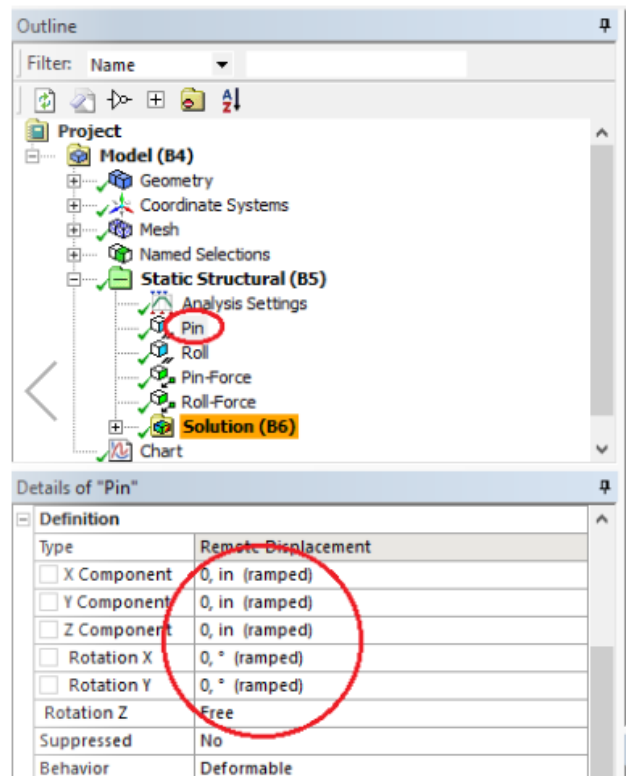 Outline
Filter: Name
Project
Model (B4)
Geometry
Coordinate Systems
Mesh
Named Selections
Static Structural (B5)
Analysis Settings
Pin
Roll
Pin-Force
Roll-Force
Solution (B6)
Chart
Details of "Pin"
Definition
Type Remote Displacement
X Component 0, in (ramped)
Y Component 0, in (ramped)
Z Component 0, in (ramped)
Rotation X 0, ° (ramped)
Rotation Y 0, ° (ramped)
Rotation Z Free
Suppressed No
Behavior Deformable